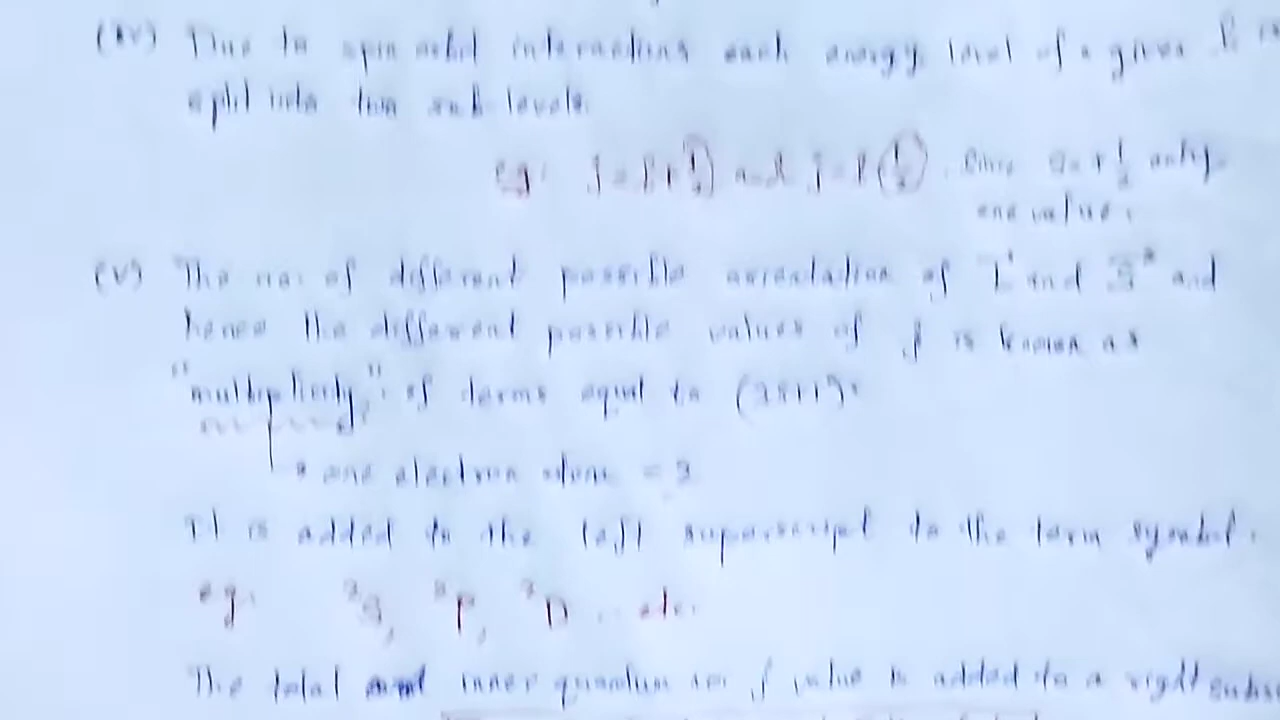 (iv) Due to spin orbit interactions each energy level of a given l is
split into two sub-levels.
eg: j = l + 1/2 and j = l - (1/2). Since s = + 1/2 only
one value.
(v) The no: of different possible orientation of L and S and
hence the different possible values of j is known as
"multiplicity" of terms equal to (2s+1).
one electron atom = 2
It is added to the left superscript to the term symbol.
eg: ²S, ²P, ²D ... etc.
The total inner quantum no: j value is added to a right